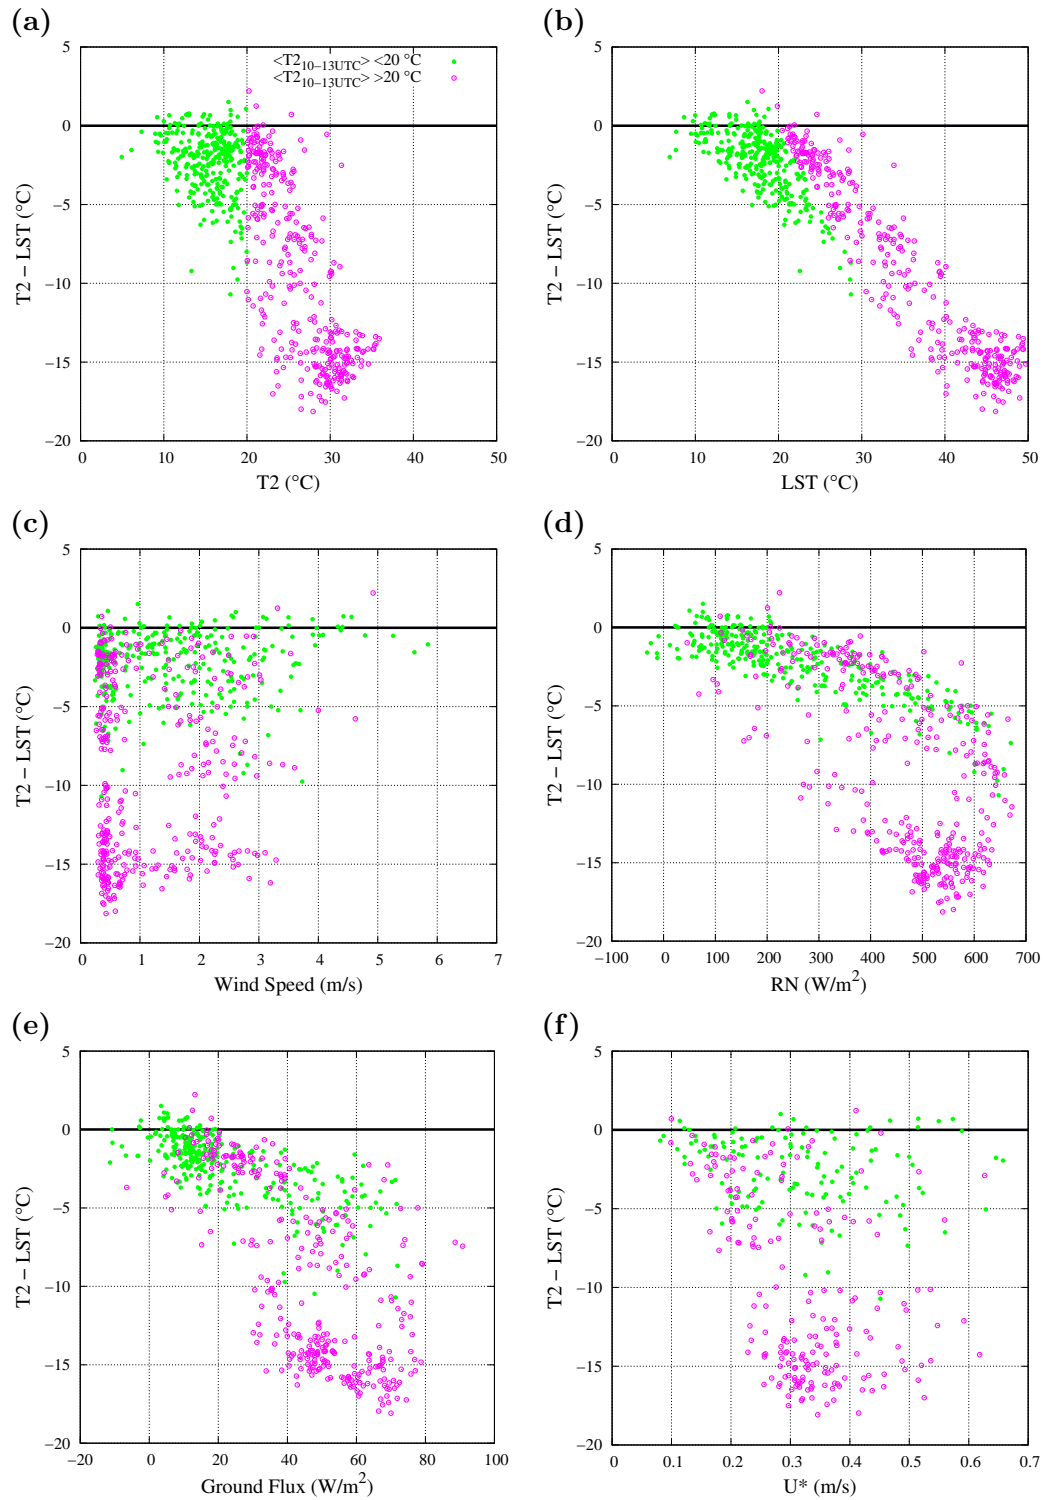 (a)
(b)
<T2₁₀₋₁₃UTC> <20 °C
<T2₁₀₋₁₃UTC> >20 °C
5
0
−5
−10
−15
−20
T2 − LST (°C)
0 10 20 30 40 50
T2 (°C)
5
0
−5
−10
−15
−20
T2 − LST (°C)
0 10 20 30 40 50
LST (°C)
(c)
(d)
5
0
−5
−10
−15
−20
T2 − LST (°C)
0 1 2 3 4 5 6 7
Wind Speed (m/s)
5
0
−5
−10
−15
−20
T2 − LST (°C)
−100 0 100 200 300 400 500 600 700
RN (W/m²)
(e)
(f)
5
0
−5
−10
−15
−20
T2 − LST (°C)
−20 0 20 40 60 80 100
Ground Flux (W/m²)
5
0
−5
−10
−15
−20
T2 − LST (°C)
0 0.1 0.2 0.3 0.4 0.5 0.6 0.7
U* (m/s)